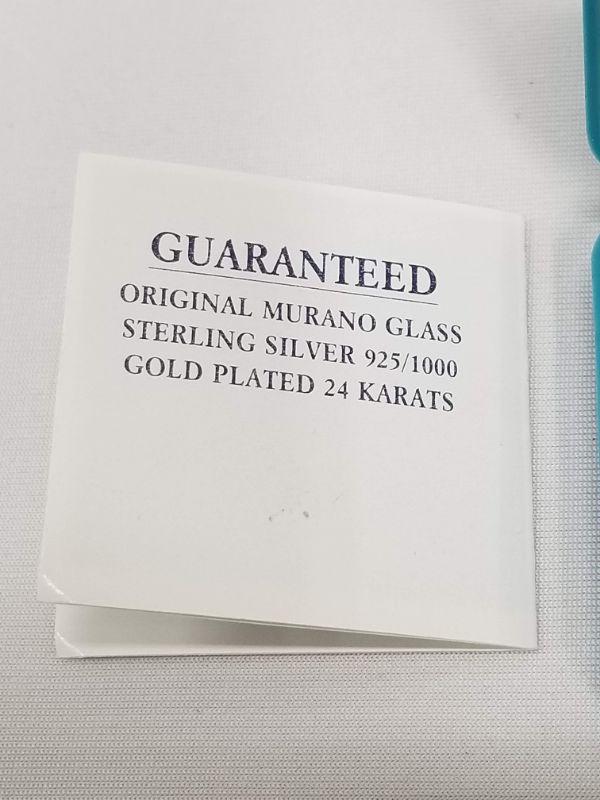 GUARANTEED
ORIGINAL MURANO GLASS
STERLING SILVER 925/1000
GOLD PLATED 24 KARATS